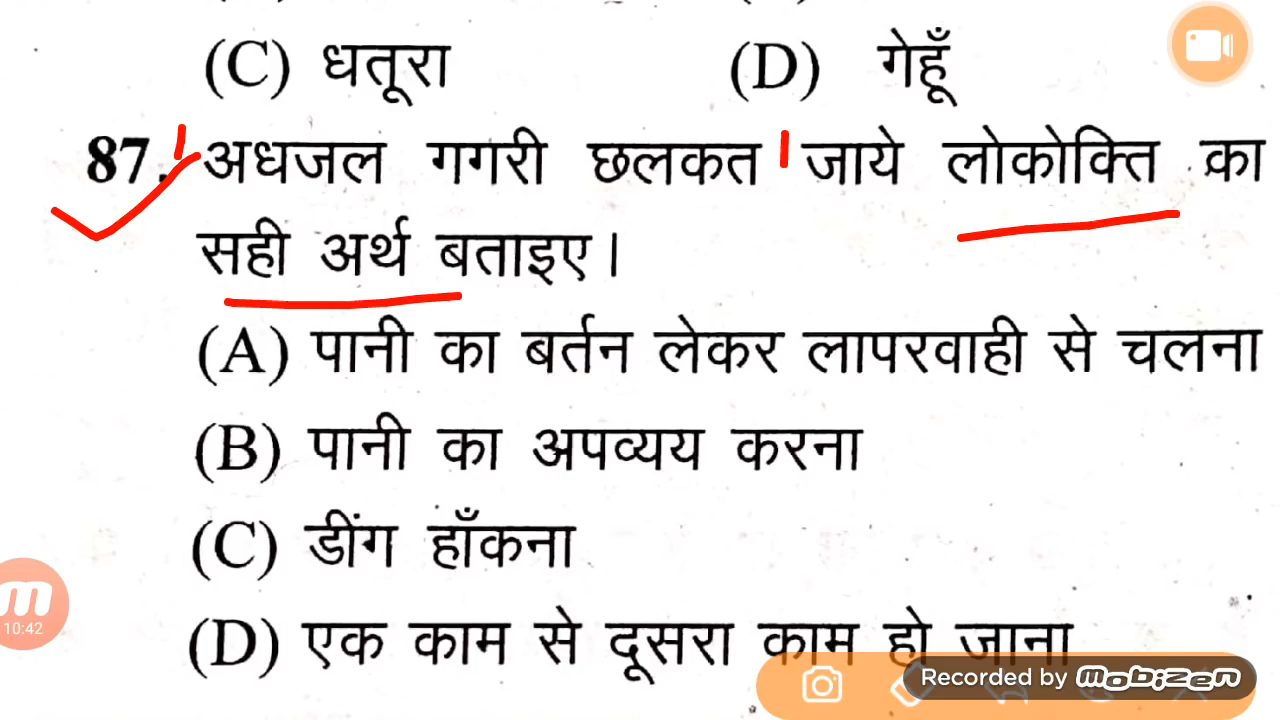 (C) धतूरा (D) गेहूँ
87. अधजल गगरी छलकत जाये लोकोक्ति का
सही अर्थ बताइए।
(A) पानी का बर्तन लेकर लापरवाही से चलना
(B) पानी का अपव्यय करना
(C) डींग हाँकना
(D) एक काम से दूसरा काम हो जाना
10:42
Recorded by mobizen